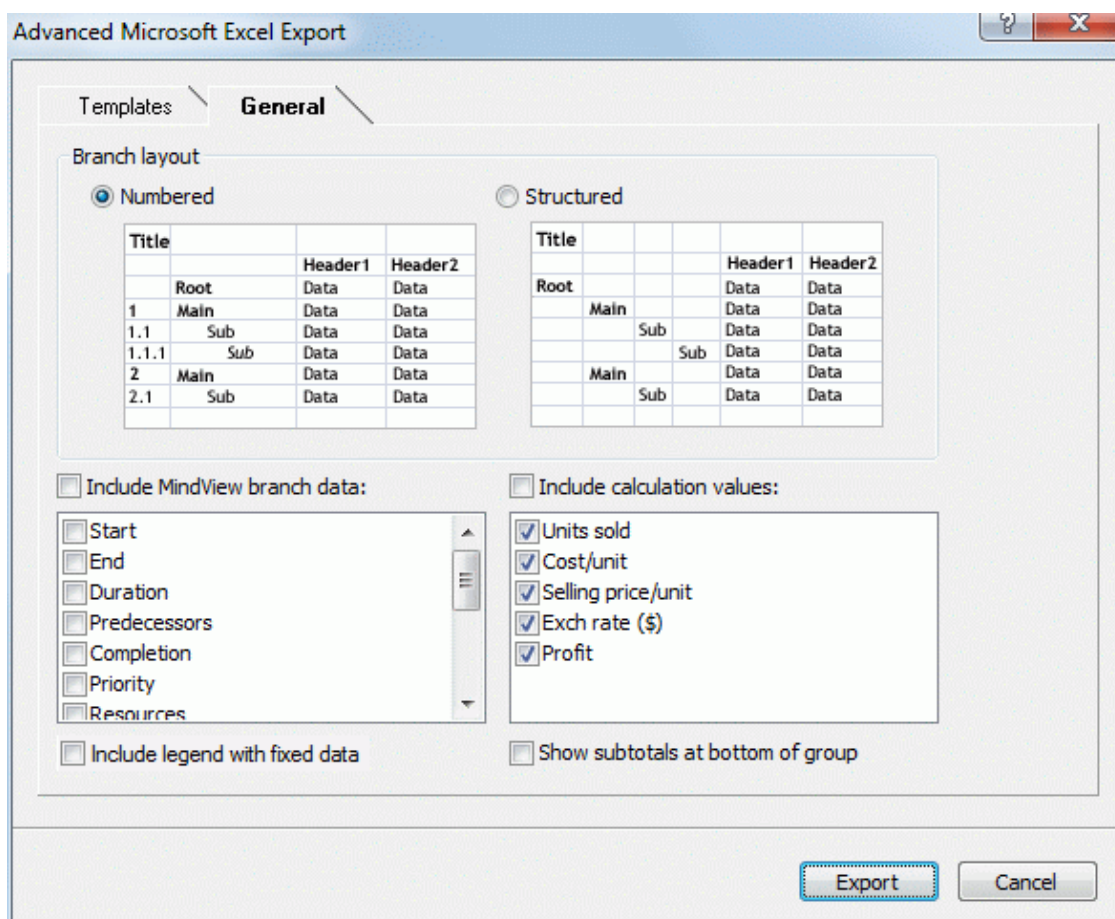 Advanced Microsoft Excel Export
? X
Templates General
Branch layout
Numbered
Title
Header1 Header2
Root Data Data
1 Main Data Data
1.1 Sub Data Data
1.1.1 Sub Data Data
2 Main Data Data
2.1 Sub Data Data
Structured
Title
Header1 Header2
Root Data Data
Main Data Data
Sub Data Data
Sub Data Data
Main Data Data
Sub Data Data
Include MindView branch data:
Start
End
Duration
Predecessors
Completion
Priority
Resources
Include legend with fixed data
Include calculation values:
Units sold
Cost/unit
Selling price/unit
Exch rate ($)
Profit
Show subtotals at bottom of group
Export Cancel